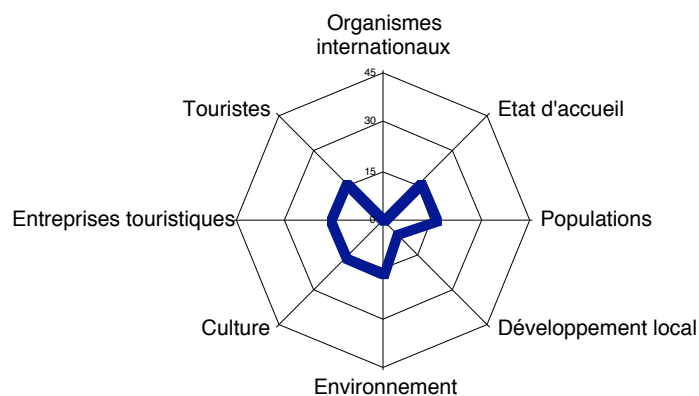 Organismes
internationaux
45
Touristes
Etat d'accueil
30
15
Entreprises touristiques
0
Populations
Culture
Développement local
Environnement